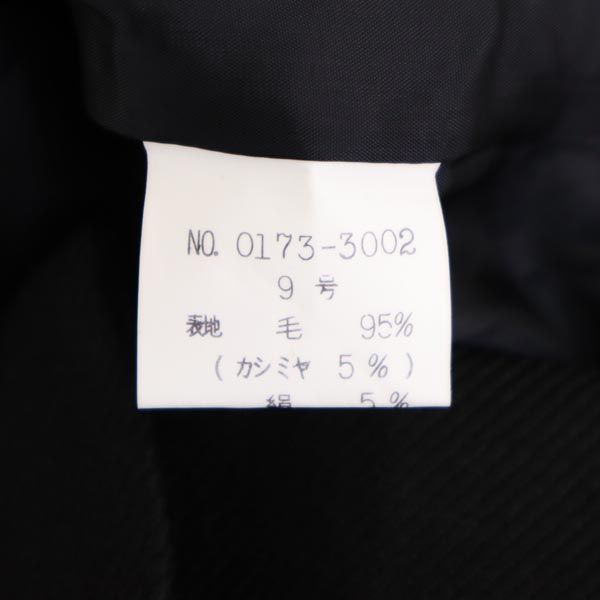 NO. 0173-3002
9 号
表地 毛 95%
( カシミヤ 5 % )
絹 5 %